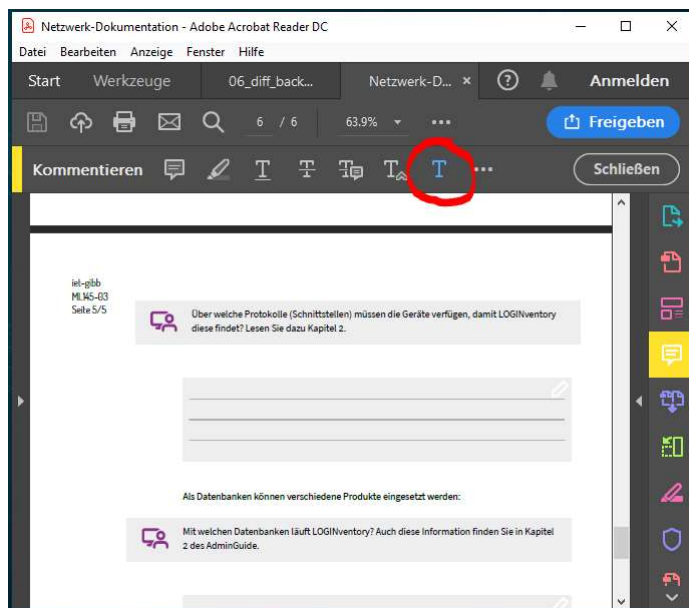 Netzwerk-Dokumentation - Adobe Acrobat Reader DC
Datei Bearbeiten Anzeige Fenster Hilfe
Start Werkzeuge 06_diff_back... Netzwerk-D... × ? Anmelden
6 / 6 63.9% Freigeben
Kommentieren Schließen
iet-gibb
Seite 5/5
Über welche Protokolle (Schnittstellen) müssen die Geräte verfügen, damit LOGINventory
diese findet? Lesen Sie dazu Kapitel 2.
Als Datenbanken können verschiedene Produkte eingesetzt werden:
Mit welchen Datenbanken läuft LOGINventory? Auch diese Information finden Sie in Kapitel
2 des AdminGuide.